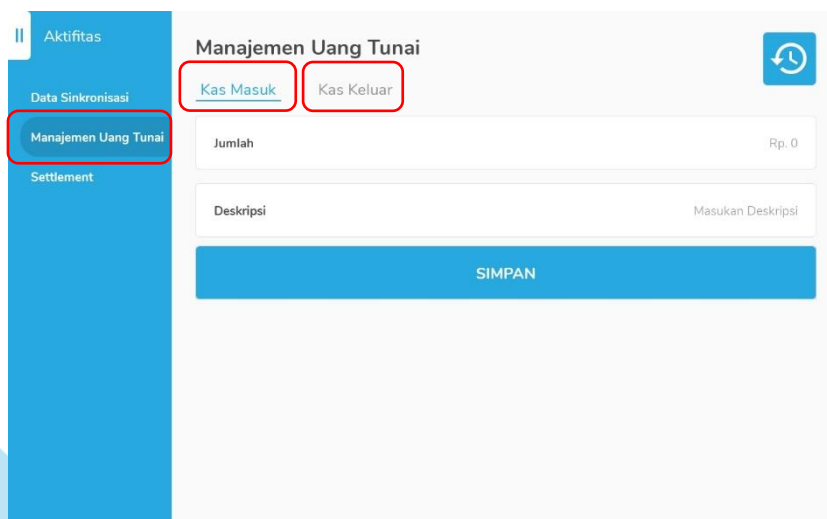 Aktifitas
Data Sinkronisasi
Manajemen Uang Tunai
Settlement
Manajemen Uang Tunai
Kas Masuk Kas Keluar
Jumlah Rp. 0
Deskripsi Masukan Deskripsi
SIMPAN